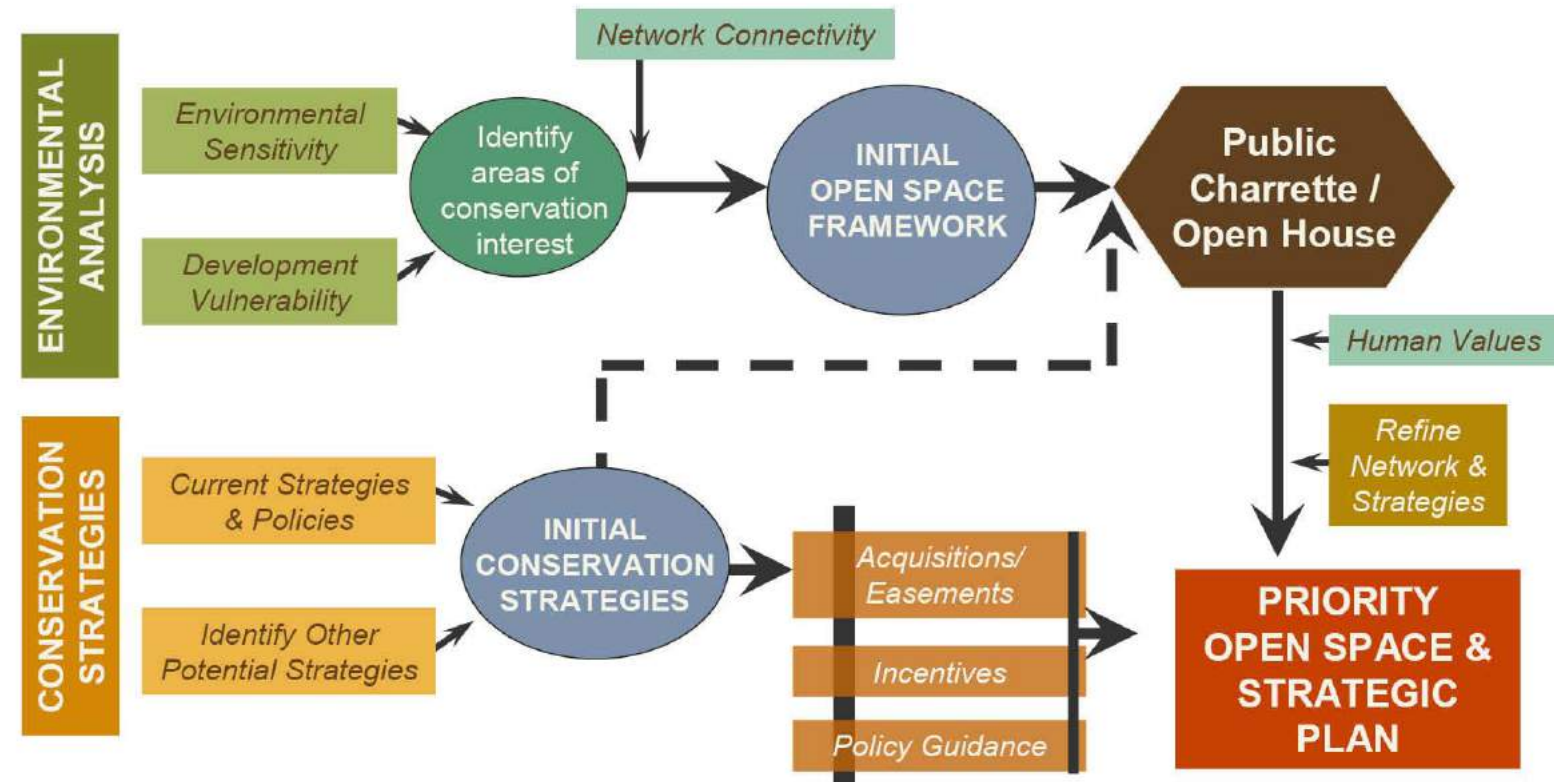 ENVIRONMENTAL
ANALYSIS
Environmental
Sensitivity
Development
Vulnerability
Identify
areas of
conservation
interest
Network Connectivity
INITIAL
OPEN SPACE
FRAMEWORK
Public
Charrette /
Open House
Human Values
Refine
Network &
Strategies
CONSERVATION
STRATEGIES
Current Strategies
& Policies
Identify Other
Potential Strategies
INITIAL
CONSERVATION
STRATEGIES
Acquisitions/
Easements
Incentives
Policy Guidance
PRIORITY
OPEN SPACE &
STRATEGIC
PLAN